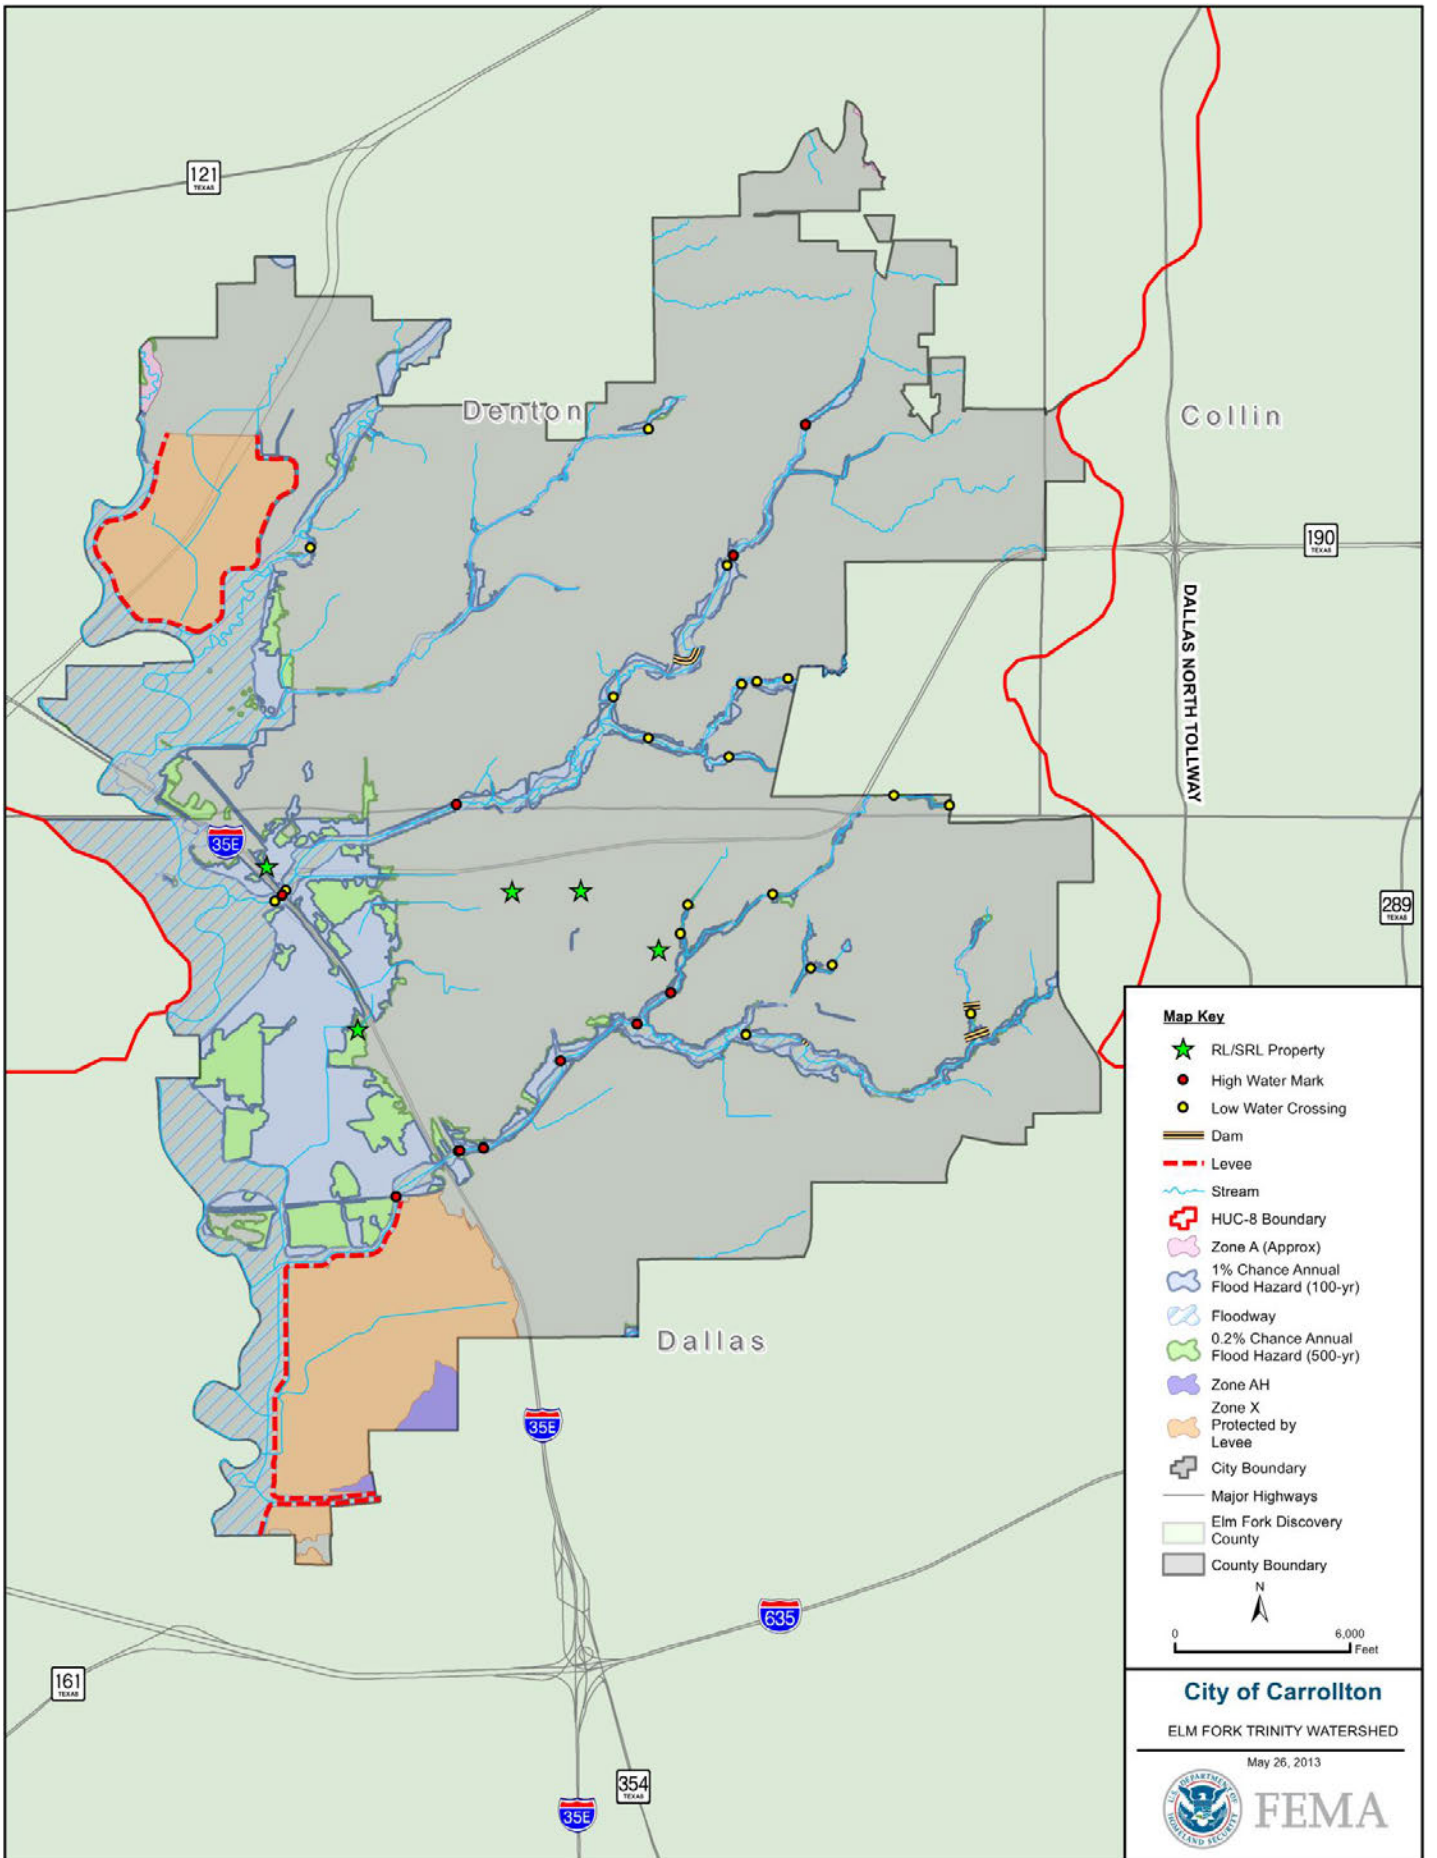 121
TEXAS
Denton
Collin
190
TEXAS
DALLAS NORTH TOLLWAY
35E
289
TEXAS
Dallas
35E
635
161
TEXAS
354
TEXAS
35E
Map Key
RL/SRL Property
High Water Mark
Low Water Crossing
Dam
Levee
Stream
HUC-8 Boundary
Zone A (Approx)
1% Chance Annual
Flood Hazard (100-yr)
Floodway
0.2% Chance Annual
Flood Hazard (500-yr)
Zone AH
Zone X
Protected by
Levee
City Boundary
Major Highways
Elm Fork Discovery
County
County Boundary
N
0 6,000
Feet
City of Carrollton
ELM FORK TRINITY WATERSHED
May 26, 2013
U.S. DEPARTMENT OF
HOMELAND SECURITY
FEMA